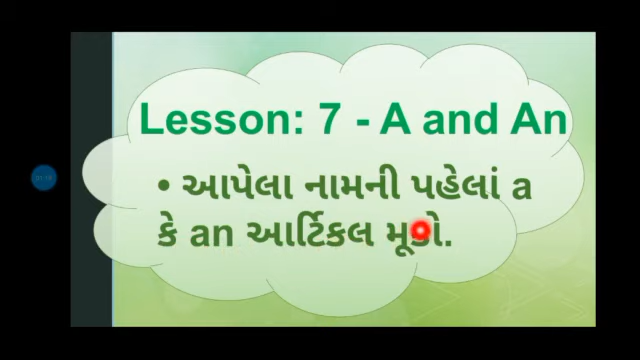 Lesson: 7 - A and An
• આપેલા નામની પહેલાં a
કે an આર્ટિકલ મૂકો.